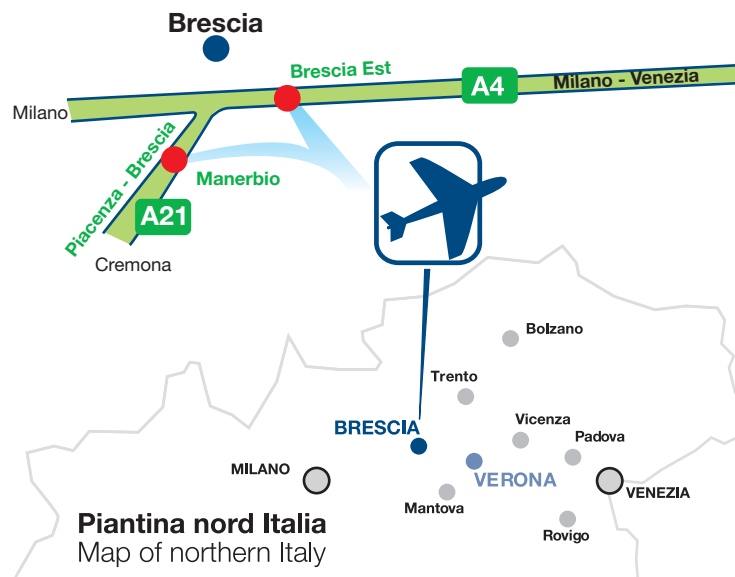 Brescia
Brescia Est
A4
Milano - Venezia
Milano
Piacenza - Brescia
Manerbio
A21
Cremona
Bolzano
Trento
Vicenza
BRESCIA
Padova
MILANO
VERONA
VENEZIA
Mantova
Rovigo
Piantina nord Italia
Map of northern Italy